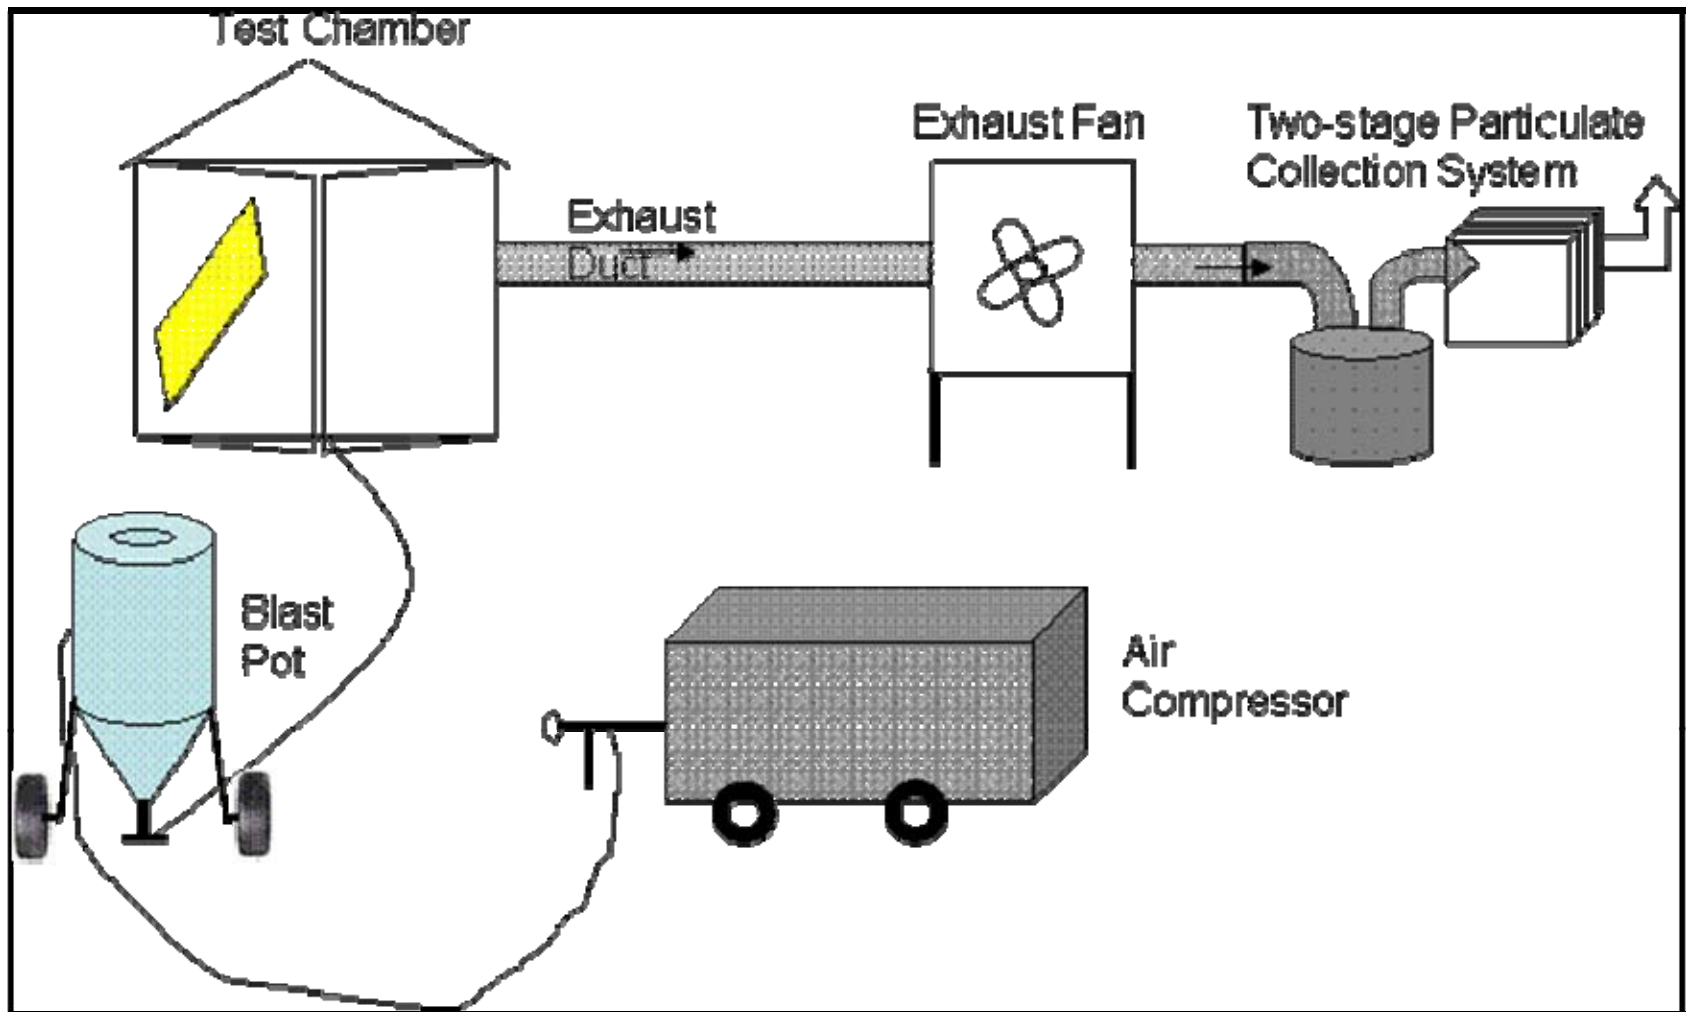 Test Chamber
Exhaust Fan
Two-stage Particulate
Collection System
Exhaust
Duct
Blast
Pot
Air
Compressor